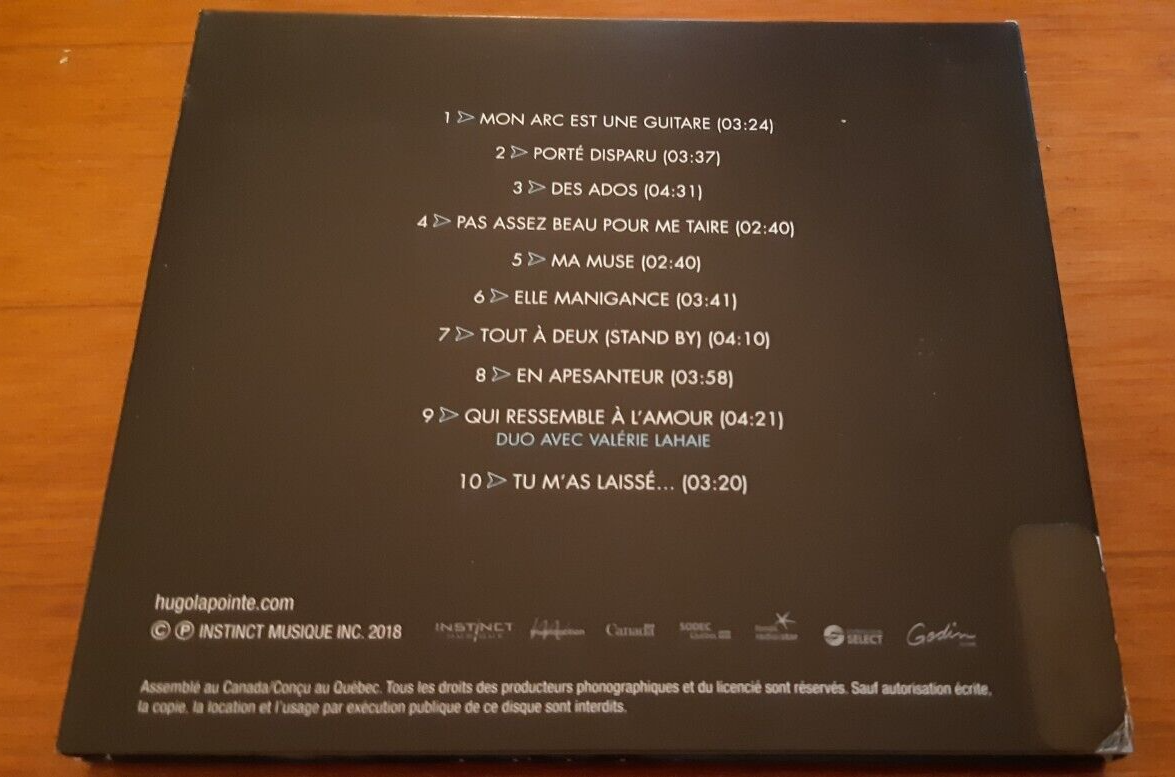 1 MON ARC EST UNE GUITARE (03:24)
2 PORTÉ DISPARU (03:37)
3 DES ADOS (04:31)
4 PAS ASSEZ BEAU POUR ME TAIRE (02:40)
5 MA MUSE (02:40)
6 ELLE MANIGANCE (03:41)
7 TOUT À DEUX (STAND BY) (04:10)
8 EN APESANTEUR (03:58)
9 QUI RESSEMBLE À L'AMOUR (04:21)
DUO AVEC VALÉRIE LAHAIE
10 TU M'AS LAISSÉ... (03:20)
hugolapointe.com
© ℗ INSTINCT MUSIQUE INC. 2018 INSTINCT MUSIQUE Canada SODEC Québec SELECT Godin
Assemblé au Canada/Conçu au Québec. Tous les droits des producteurs phonographiques et du licencié sont réservés. Sauf autorisation écrite,
la copie, la location et l'usage par exécution publique de ce disque sont interdits.